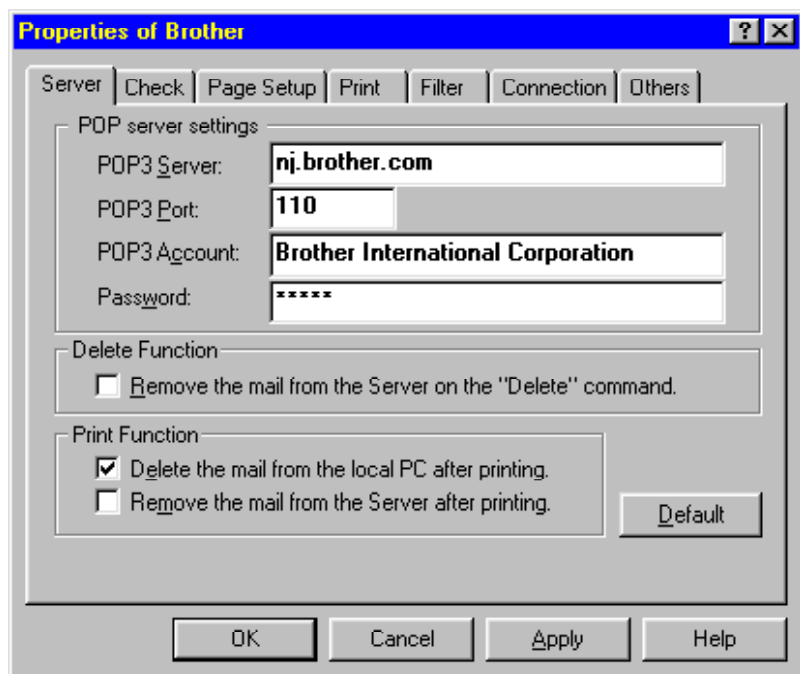 Properties of Brother
Server Check Page Setup Print Filter Connection Others
POP server settings
POP3 Server: nj.brother.com
POP3 Port: 110
POP3 Account: Brother International Corporation
Password: *****
Delete Function
Remove the mail from the Server on the "Delete" command.
Print Function
Delete the mail from the local PC after printing.
Remove the mail from the Server after printing.
Default
OK Cancel Apply Help